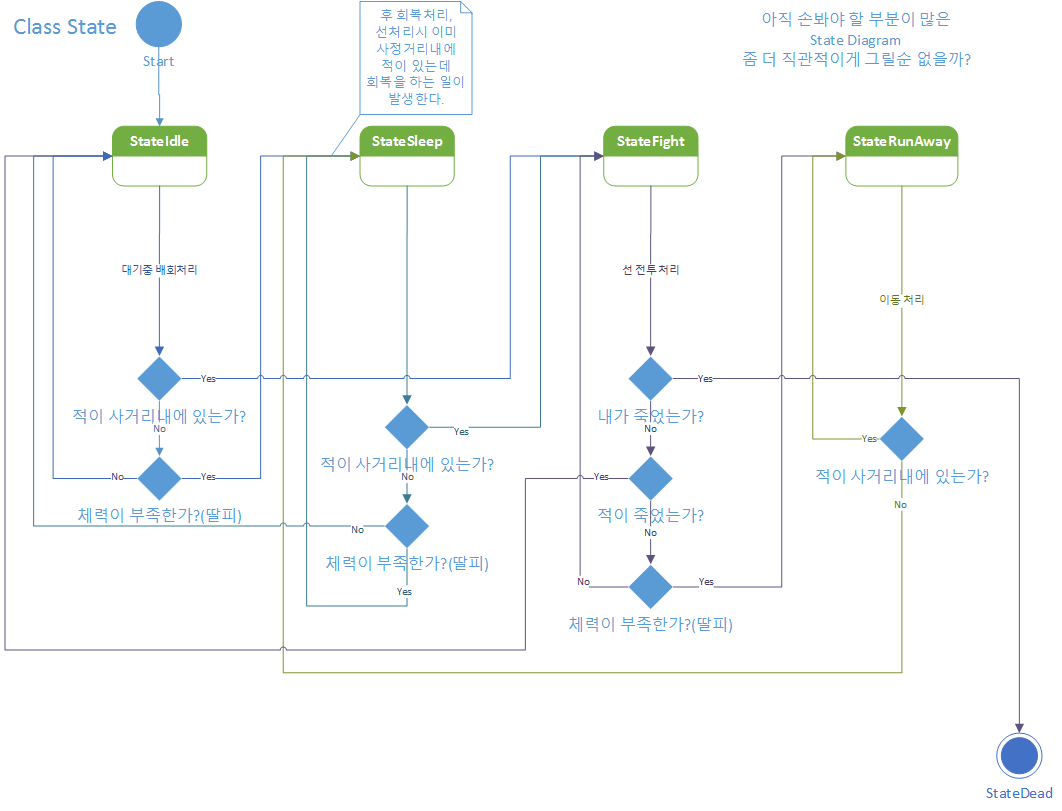 Class State
Start
후 회복처리,
선처리시 이미
사정거리내에
적이 있는데
회복을 하는 일이
발생한다.
아직 손봐야 할 부분이 많은
State Diagram
좀 더 직관적이게 그릴순 없을까?
StateIdle
StateSleep
StateFight
StateRunAway
대기중 배회처리
선 전투 처리
이동 처리
Yes
적이 사거리내에 있는가?
No
No
Yes
체력이 부족한가?(딸피)
Yes
적이 사거리내에 있는가?
No
No
체력이 부족한가?(딸피)
Yes
Yes
내가 죽었는가?
No
Yes
적이 죽었는가?
No
No
Yes
체력이 부족한가?(딸피)
Yes
적이 사거리내에 있는가?
No
StateDead